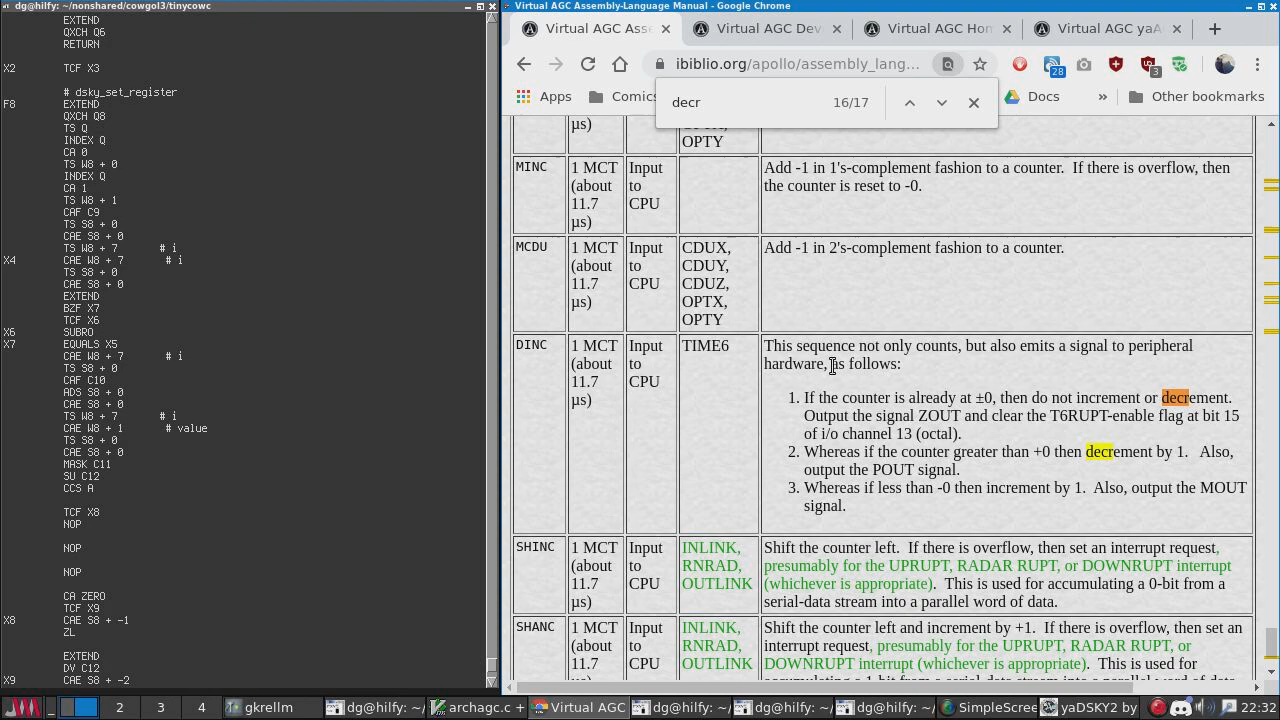 dg@hilfy: ~/nonshared/cowgol3/tinycowc
EXTEND
QXCH Q6
RETURN
X2 TCF X3
# dsky_set_register
F8 EXTEND
QXCH Q8
TS Q
INDEX Q
CA 0
TS W8 + 0
INDEX Q
CA 1
TS W8 + 1
CAF C9
TS S8 + 0
CAE S8 + 0
TS W8 + 7 # i
X4 CAE W8 + 7 # i
TS S8 + 0
CAE S8 + 0
EXTEND
BZF X7
TCF X6
X6 SUBRO
X7 EQUALS X5
CAE W8 + 7 # i
TS S8 + 0
CAF C10
ADS S8 + 0
CAE S8 + 0
TS W8 + 7 # i
CAE W8 + 1 # value
TS S8 + 0
CAE S8 + 0
MASK C11
SU C12
CCS A
TCF X8
NOP
NOP
NOP
CA ZERO
TCF X9
X8 CAE S8 + -1
ZL
EXTEND
DV C12
X9 CAE S8 + -2
Virtual AGC Assembly-Language Manual - Google Chrome
Virtual AGC Asse
Virtual AGC Dev
Virtual AGC Hon
Virtual AGC yaA
ibiblio.org/apollo/assembly_lang...
28
3
Apps
Comics
Docs
»
Other bookmarks
decr 16/17
µs)
OPTY
MINC 1 MCT (about 11.7 µs) Input to CPU
Add -1 in 1's-complement fashion to a counter. If there is overflow, then
the counter is reset to -0.
MCDU 1 MCT (about 11.7 µs) Input to CPU CDUX, CDUY, CDUZ, OPTX, OPTY
Add -1 in 2's-complement fashion to a counter.
DINC 1 MCT (about 11.7 µs) Input to CPU TIME6
This sequence not only counts, but also emits a signal to peripheral
hardware, as follows:
1. If the counter is already at ±0, then do not increment or decrement.
Output the signal ZOUT and clear the T6RUPT-enable flag at bit 15
of i/o channel 13 (octal).
2. Whereas if the counter greater than +0 then decrement by 1. Also,
output the POUT signal.
3. Whereas if less than -0 then increment by 1. Also, output the MOUT
signal.
SHINC 1 MCT (about 11.7 µs) Input to CPU INLINK, RNRAD, OUTLINK
Shift the counter left. If there is overflow, then set an interrupt request,
presumably for the UPRUPT, RADAR RUPT, or DOWNRUPT interrupt
(whichever is appropriate). This is used for accumulating a 0-bit from a
serial-data stream into a parallel word of data.
SHANC 1 MCT (about 11.7 Input to CPU INLINK, RNRAD, OUTLINK
Shift the counter left and increment by +1. If there is overflow, then set an
interrupt request, presumably for the UPRUPT, RADAR RUPT, or
DOWNRUPT interrupt (whichever is appropriate). This is used for
2
3
4
gkrellm
dg@hilfy: ~
archagc.c +
Virtual AGC
dg@hilfy: ~
dg@hilfy: ~
dg@hilfy: ~
SimpleScree
yaDSKY2 by
22:32